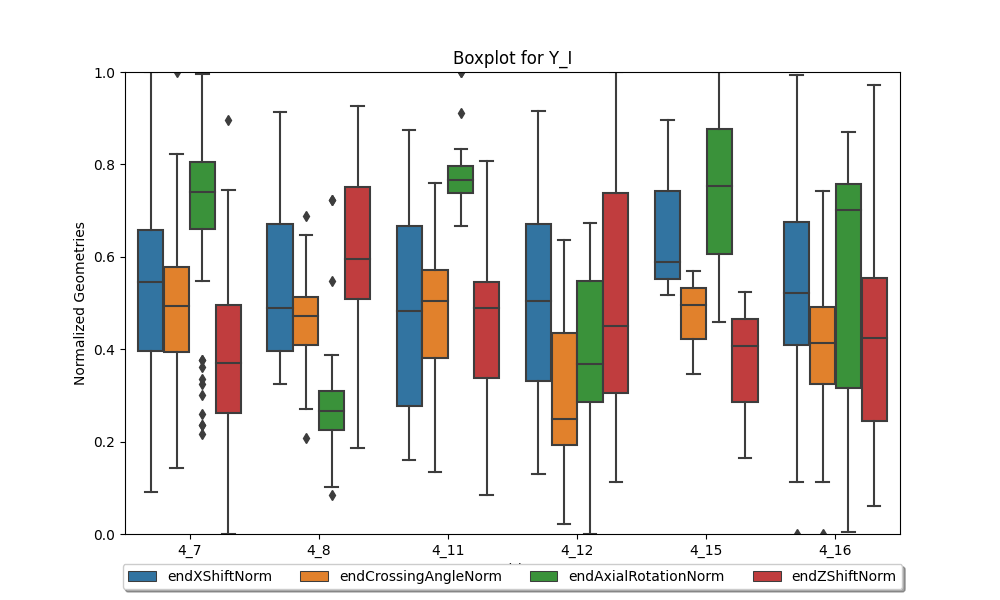 Boxplot for Y_I
Normalized Geometries
1.0
0.8
0.6
0.4
0.2
0.0
4_7 4_8 4_11 4_12 4_15 4_16
endXShiftNorm endCrossingAngleNorm endAxialRotationNorm endZShiftNorm